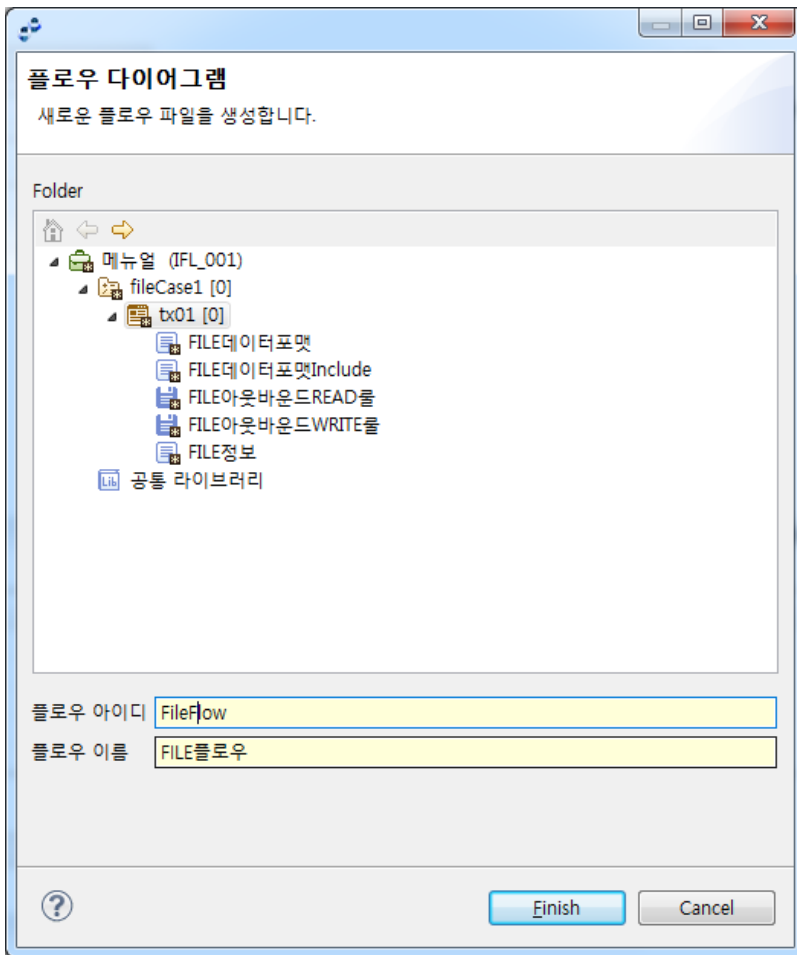 플로우 다이어그램
새로운 플로우 파일을 생성합니다.
Folder
메뉴얼 (IFL_001)
fileCase1 [0]
tx01 [0]
FILE데이터포맷
FILE데이터포맷Include
FILE아웃바운드READ룰
FILE아웃바운드WRITE룰
FILE정보
Lib 공통 라이브러리
플로우 아이디 FileFlow
플로우 이름 FILE플로우
? Finish Cancel